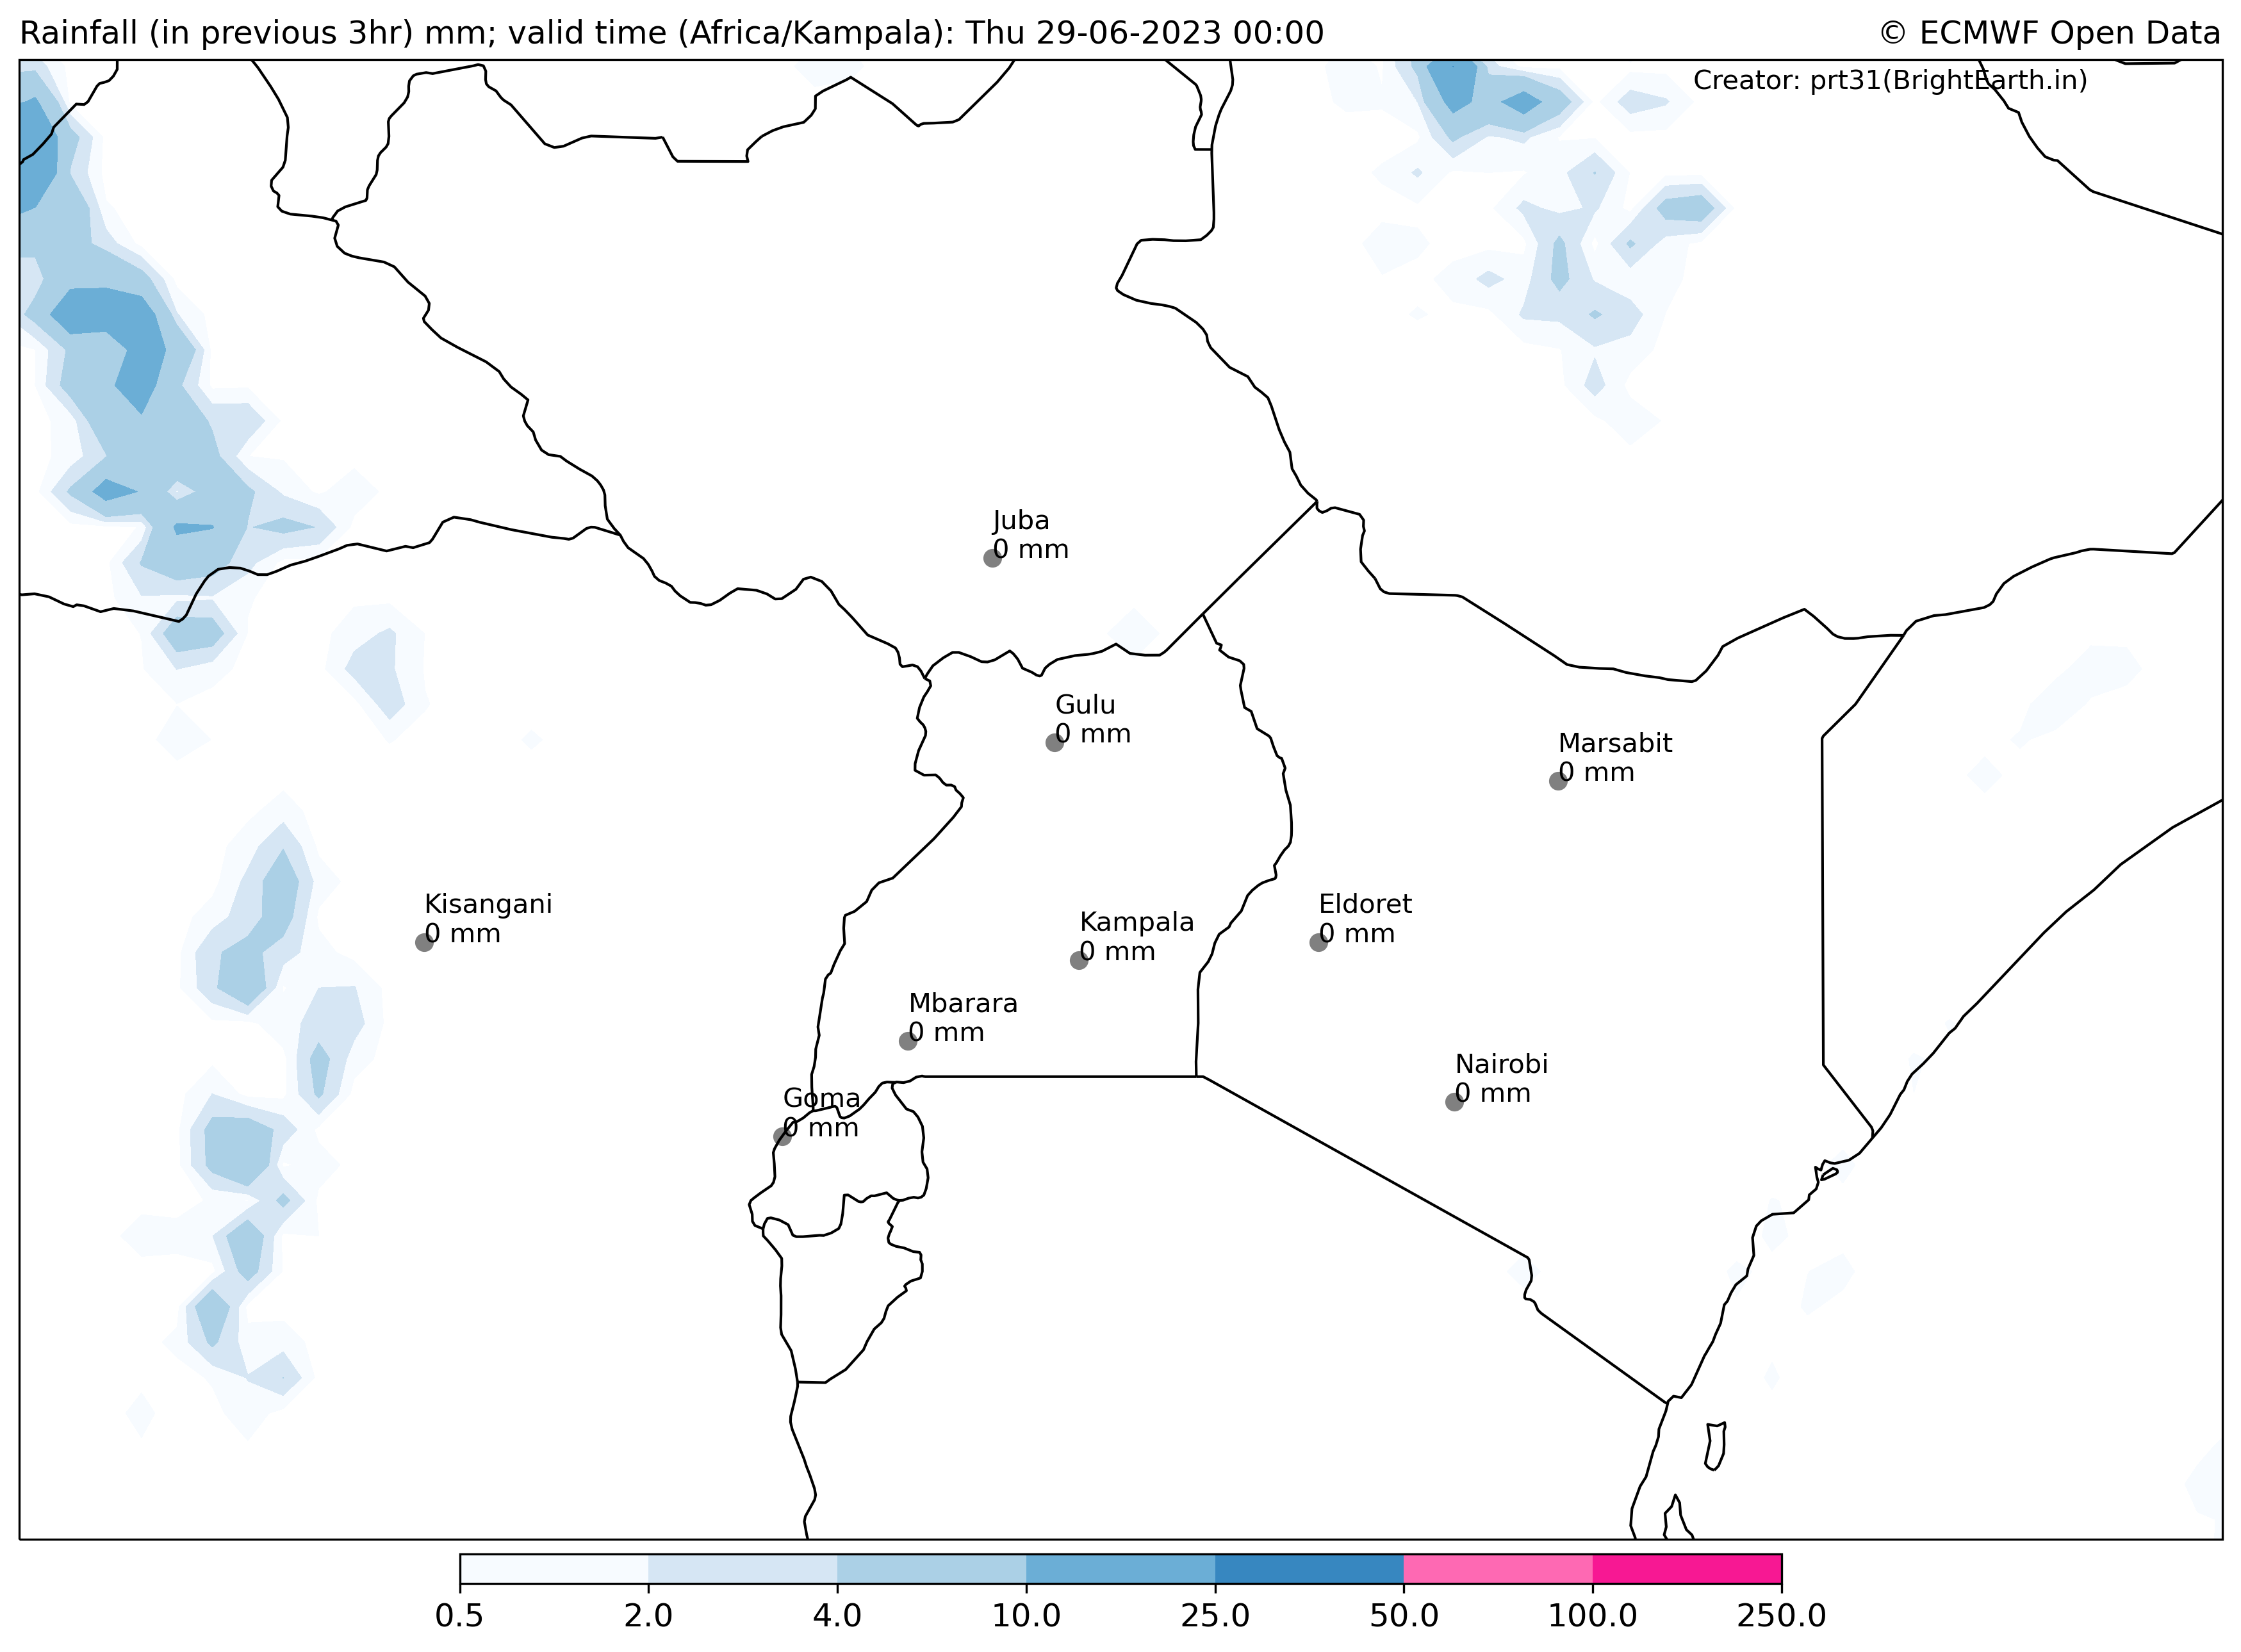 Rainfall (in previous 3hr) mm; valid time (Africa/Kampala): Thu 29-06-2023 00:00
© ECMWF Open Data
Creator: prt31(BrightEarth.in)
Juba
0 mm
Gulu
0 mm
Marsabit
0 mm
Kisangani
0 mm
Kampala
0 mm
Eldoret
0 mm
Mbarara
0 mm
Nairobi
0 mm
Goma
0 mm
0.5 2.0 4.0 10.0 25.0 50.0 100.0 250.0